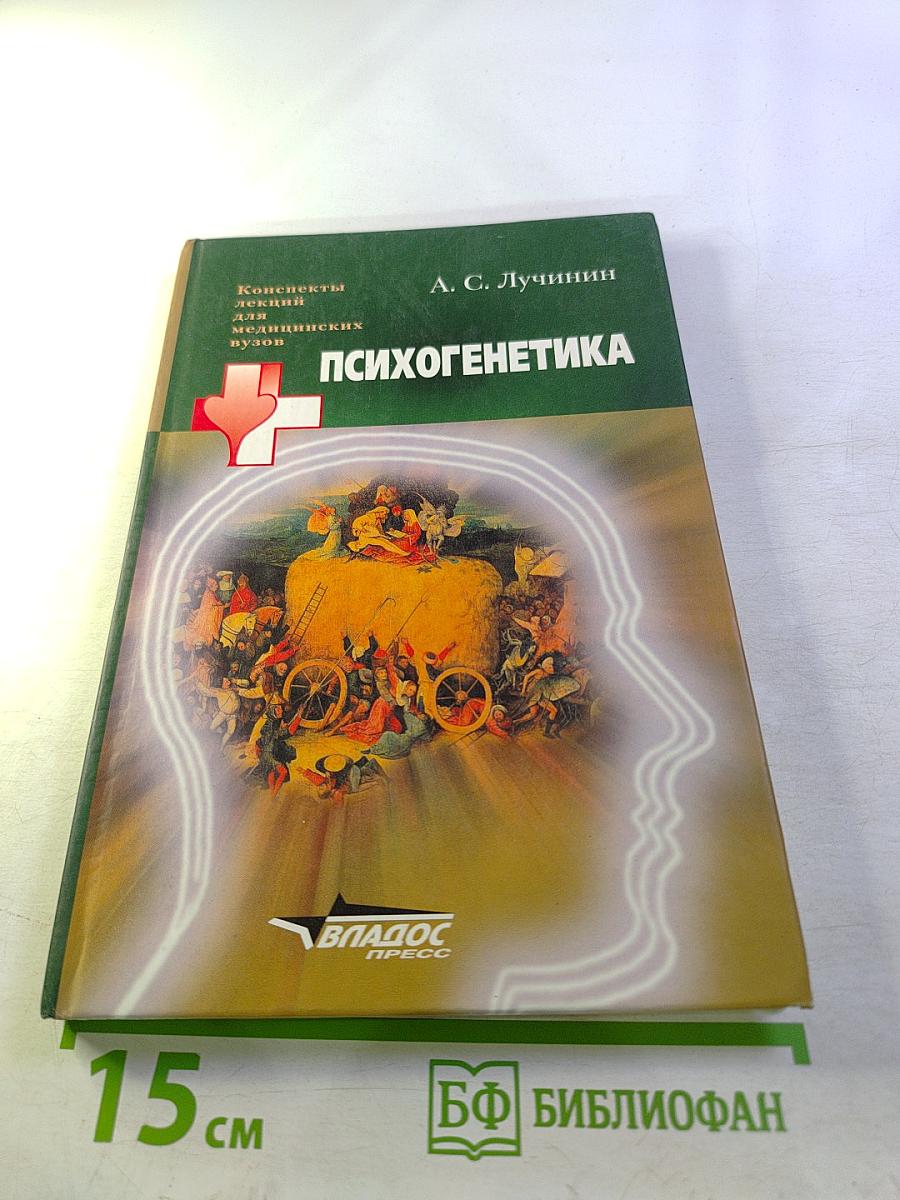 Конспекты
лекций
для
медицинских
вузов
А. С. Лучинин
ПСИХОГЕНЕТИКА
ВЛАДОС
ПРЕСС
15 см
БФ БИБЛИОФАН